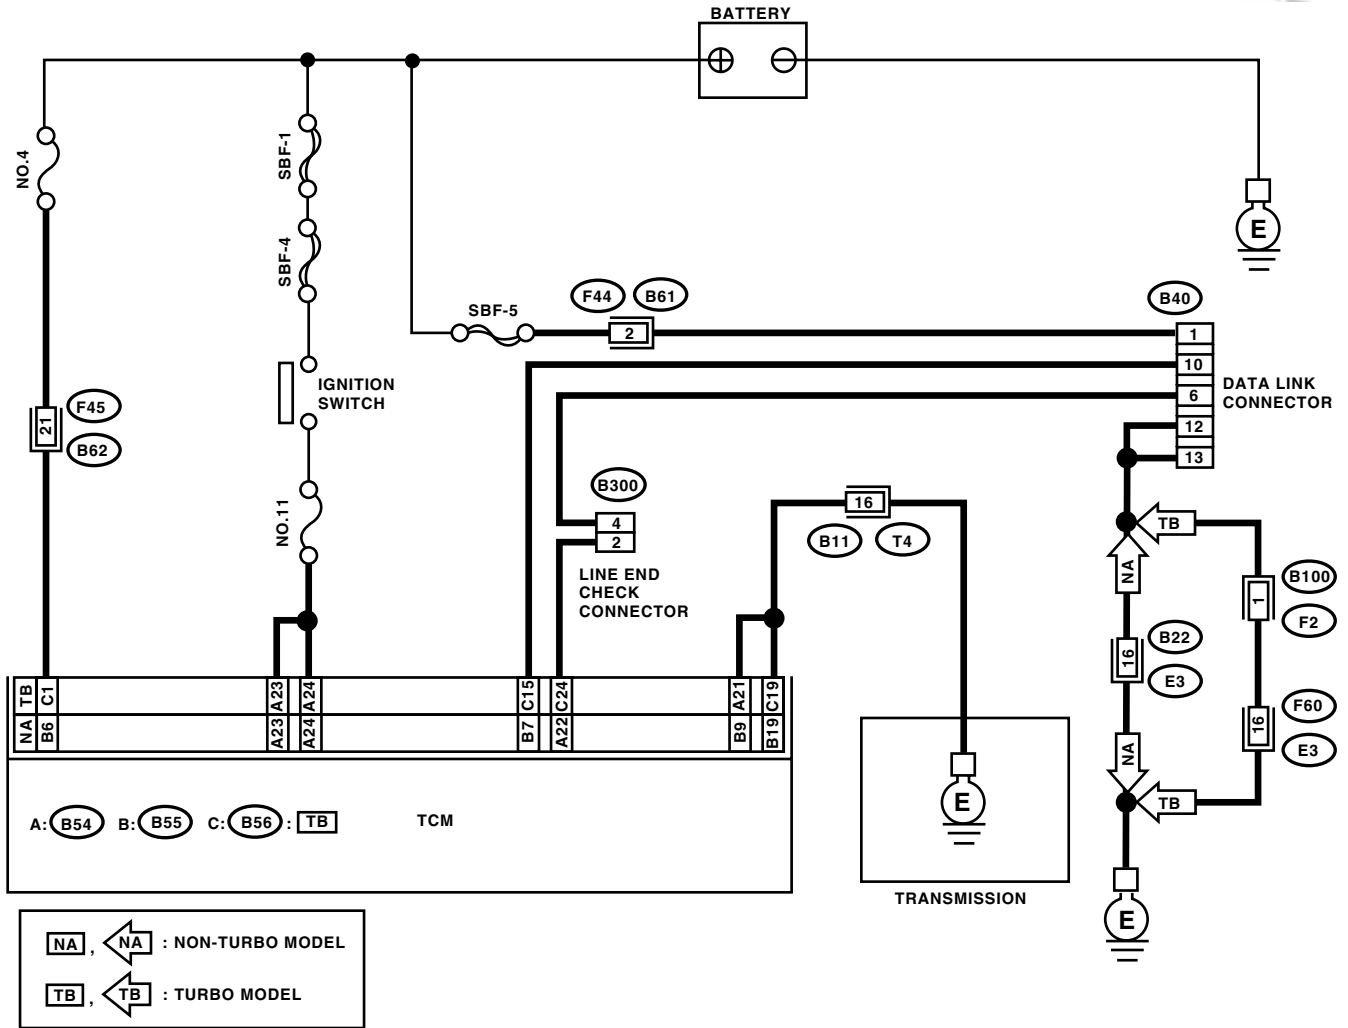 BATTERY
NO.4
SBF-1
SBF-4
SBF-5
F44
B61
2
B40
1
10
6
12
13
DATA LINK
CONNECTOR
E
IGNITION
SWITCH
F45
B62
21
NO.11
B300
4
2
LINE END
CHECK
CONNECTOR
16
B11
T4
TB
NA
B100
1
F2
B22
16
E3
F60
16
E3
NA
TB
TB C1 A23 A24 C15 C24 A21 C19
NA B6 A23 A24 B7 A22 B9 B19
A: B54 B: B55 C: B56 : TB
TCM
E
TRANSMISSION
E
NA , NA : NON-TURBO MODEL
TB , TB : TURBO MODEL